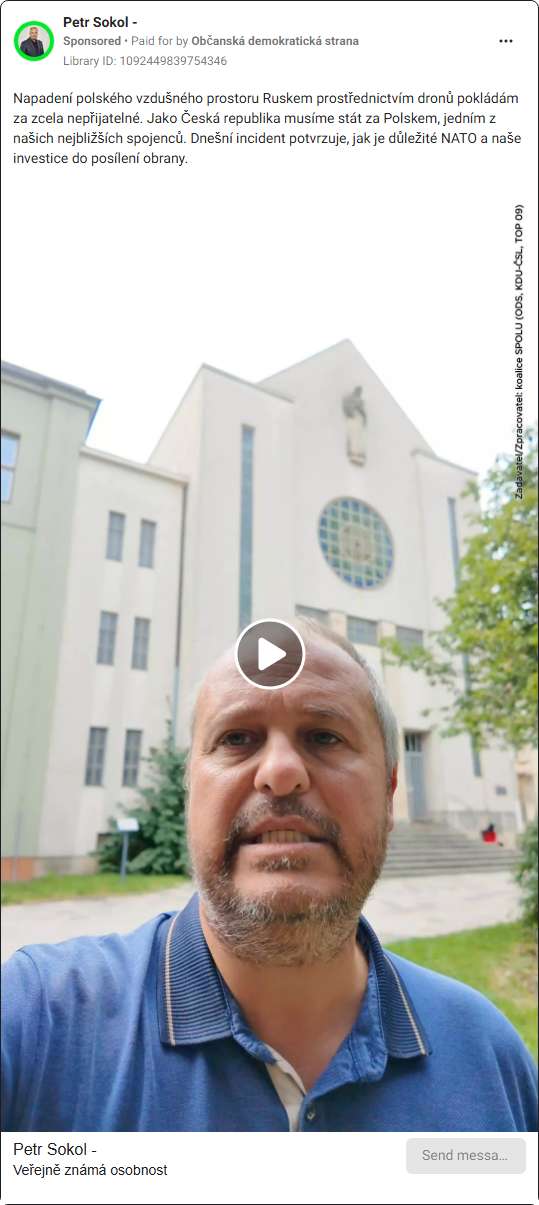 Petr Sokol -
Sponsored • Paid for by Občanská demokratická strana
Library ID: 1092449839754346
Napadení polského vzdušného prostoru Ruskem prostřednictvím dronů pokládám
za zcela nepřijatelné. Jako Česká republika musíme stát za Polskem, jedním z
našich nejbližších spojenců. Dnešní incident potvrzuje, jak je důležité NATO a naše
investice do posílení obrany.
Zadavatel/Zpracovatel: koalice SPOLU (ODS, KDU-ČSL, TOP 09)
Petr Sokol -
Veřejně známá osobnost
Send messa...